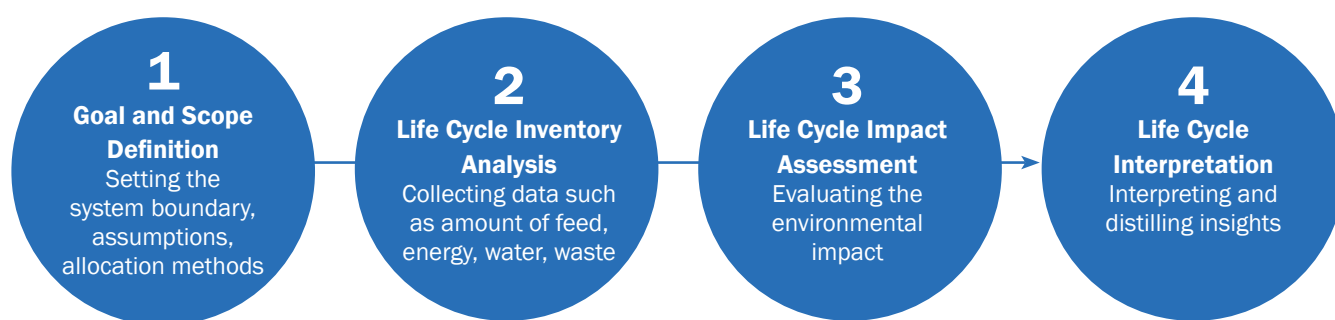 1
Goal and Scope
Definition
Setting the
system boundary,
assumptions,
allocation methods
2
Life Cycle Inventory
Analysis
Collecting data such
as amount of feed,
energy, water, waste
3
Life Cycle Impact
Assessment
Evaluating the
environmental
impact
4
Life Cycle
Interpretation
Interpreting and
distilling insights